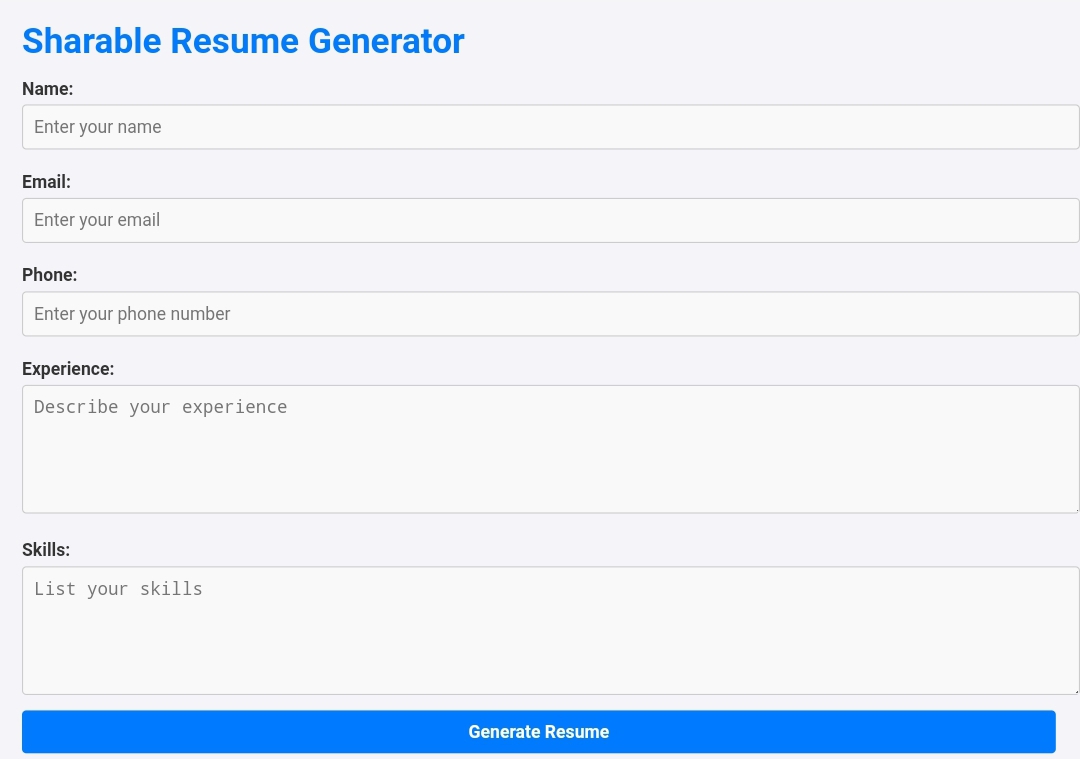 Sharable Resume Generator
Name:
Enter your name
Email:
Enter your email
Phone:
Enter your phone number
Experience:
Describe your experience
Skills:
List your skills
Generate Resume